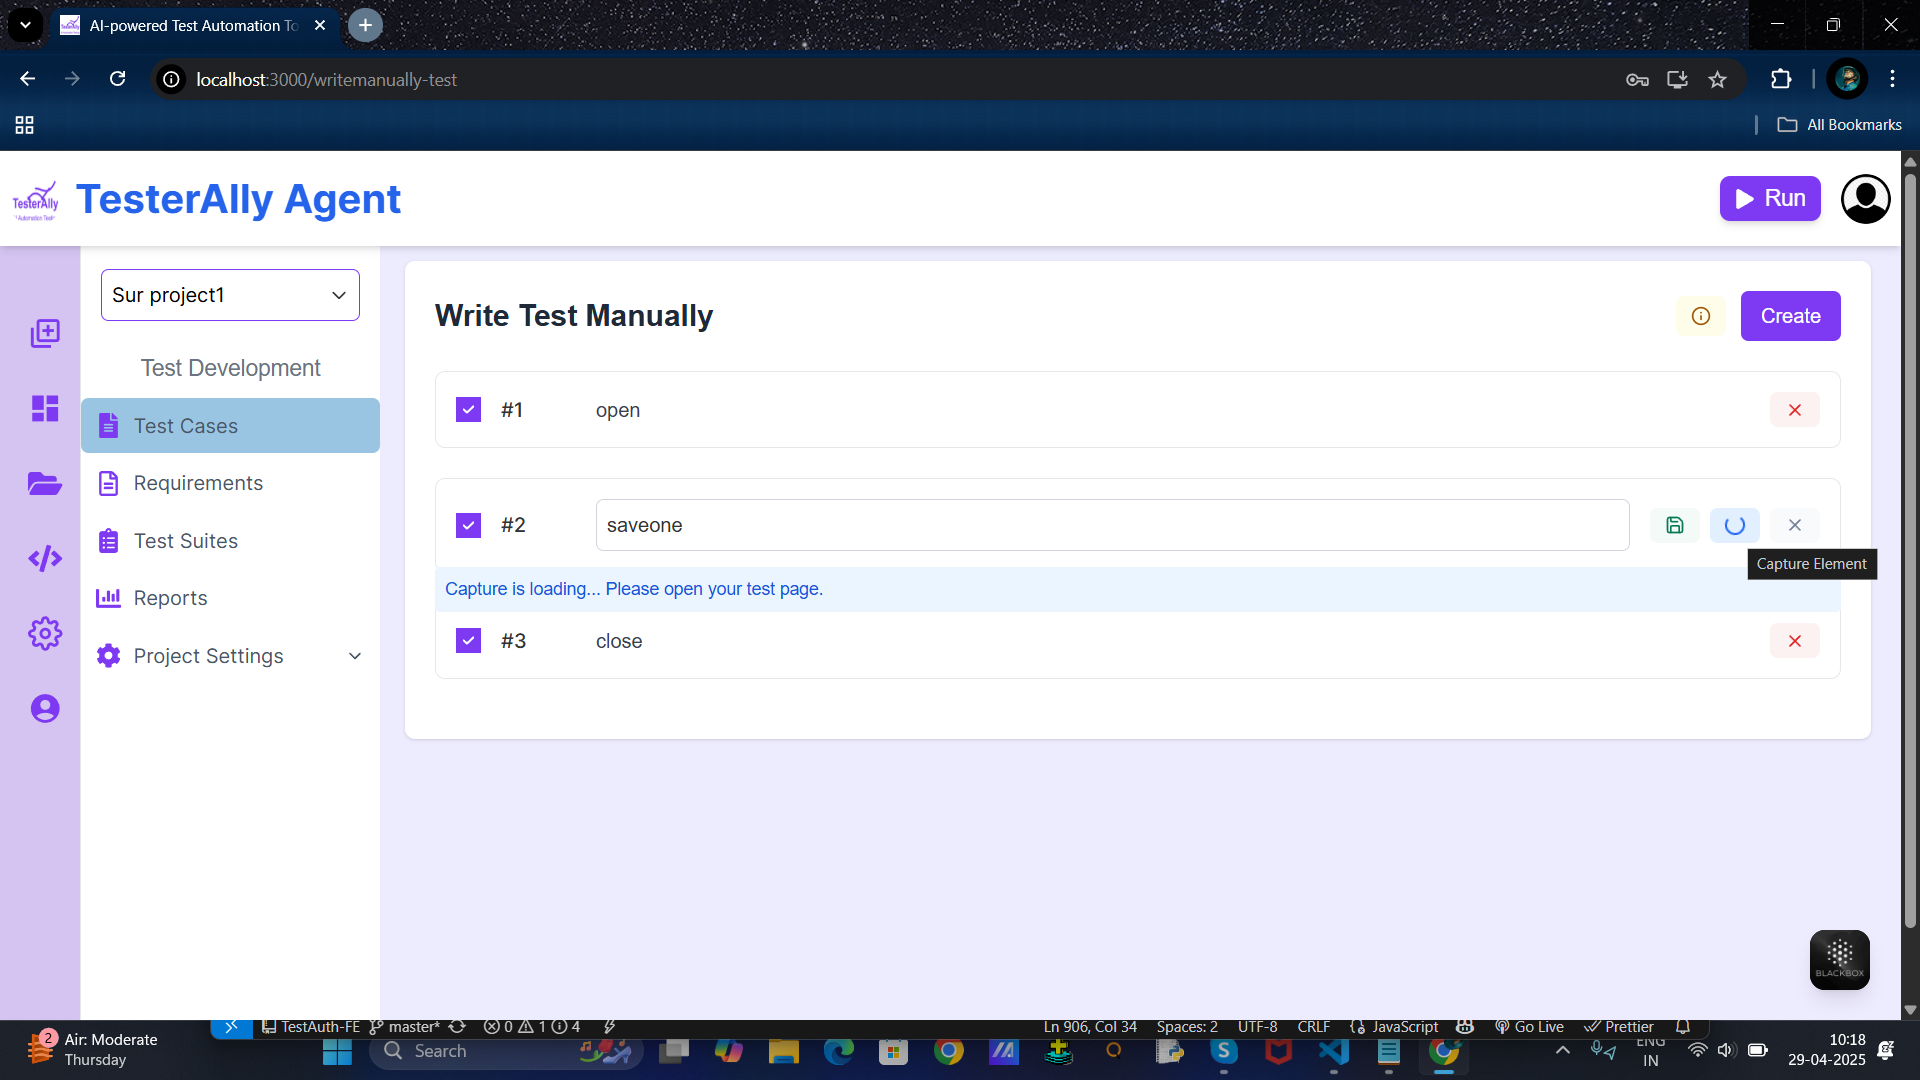 AI-powered Test Automation To
localhost:3000/writemanually-test
All Bookmarks
TesterAlly
TesterAlly Agent
Run
Sur project1
Write Test Manually
Create
Test Development
#1 open
Test Cases
Requirements
#2 saveone
Test Suites
Capture Element
Capture is loading... Please open your test page.
Reports
#3 close
Project Settings
BLACKBOX
TestAuth-FE master* 0 1 4 Ln 906, Col 34 Spaces: 2 UTF-8 CRLF JavaScript Go Live Prettier
2 Air: Moderate
Thursday
Search
ENG
IN
10:18
29-04-2025